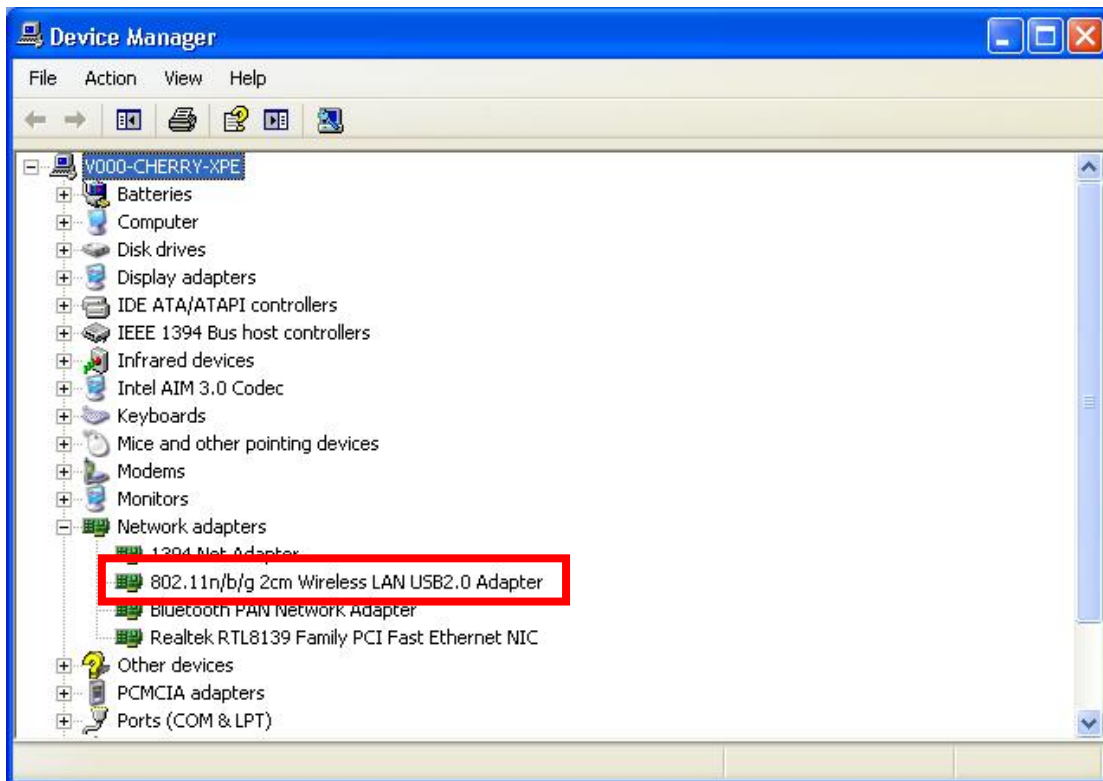 Device Manager
File Action View Help
V000-CHERRY-XPE
Batteries
Computer
Disk drives
Display adapters
IDE ATA/ATAPI controllers
IEEE 1394 Bus host controllers
Infrared devices
Intel AIM 3.0 Codec
Keyboards
Mice and other pointing devices
Modems
Monitors
Network adapters
1394 Net Adapter
802.11n/b/g 2cm Wireless LAN USB2.0 Adapter
Bluetooth PAN Network Adapter
Realtek RTL8139 Family PCI Fast Ethernet NIC
Other devices
PCMCIA adapters
Ports (COM & LPT)